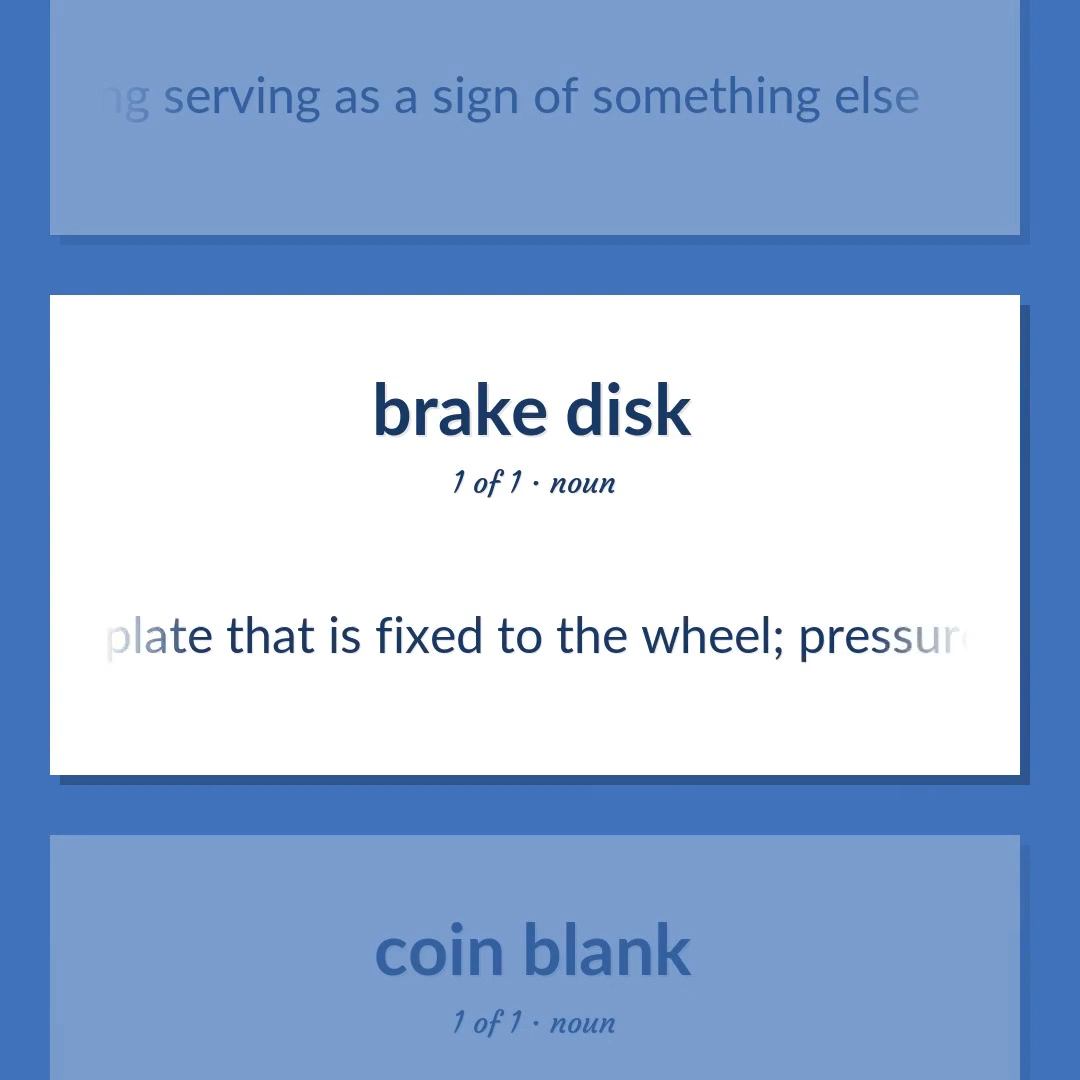 serving as a sign of something else
brake disk
1 of 1 · noun
plate that is fixed to the wheel; pressure
coin blank
1 of 1 · noun